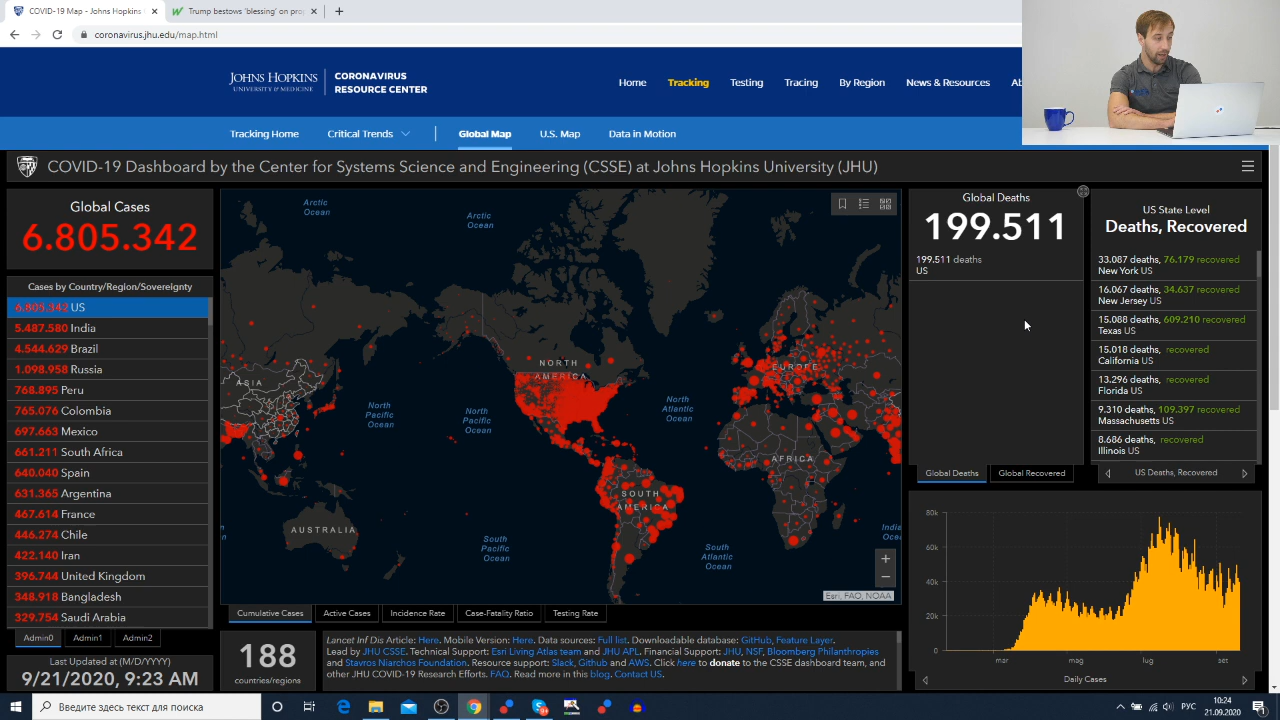 COVID-19 Map - Johns Hopkins
Trump bestows 'blessing' on pro
coronavirus.jhu.edu/map.html
JOHNS HOPKINS
UNIVERSITY & MEDICINE
CORONAVIRUS
RESOURCE CENTER
Home Tracking Testing Tracing By Region News & Resources Ab
Tracking Home Critical Trends Global Map U.S. Map Data in Motion
COVID-19 Dashboard by the Center for Systems Science and Engineering (CSSE) at Johns Hopkins University (JHU)
Global Cases
6.805.342
Cases by Country/Region/Sovereignty
6.805.342 US
5.487.580 India
4.544.629 Brazil
1.098.958 Russia
768.895 Peru
765.076 Colombia
697.663 Mexico
661.211 South Africa
640.040 Spain
631.365 Argentina
467.614 France
446.274 Chile
422.140 Iran
396.744 United Kingdom
348.918 Bangladesh
329.754 Saudi Arabia
Admin0 Admin1 Admin2
Last Updated at (M/D/YYYY)
9/21/2020, 9:23 AM
Arctic
Ocean
Arctic
Ocean
NORTH
AMERICA
EUROPE
ASIA
North
Pacific
Ocean
North
Pacific
Ocean
North
Atlantic
Ocean
AFRICA
SOUTH
AMERICA
AUSTRALIA
India
Ocea
South
Pacific
Ocean
South
Atlantic
Ocean
Esri, FAO, NOAA
Cumulative Cases Active Cases Incidence Rate Case-Fatality Ratio Testing Rate
188
countries/regions
Lancet Inf Dis Article: Here. Mobile Version: Here. Data sources: Full list. Downloadable database: GitHub, Feature Layer.
Lead by JHU CSSE. Technical Support: Esri Living Atlas team and JHU APL. Financial Support: JHU, NSF, Bloomberg Philanthropies
and Stavros Niarchos Foundation. Resource support: Slack, Github and AWS. Click here to donate to the CSSE dashboard team, and
other JHU COVID-19 Research Efforts. FAQ. Read more in this blog. Contact US.
Global Deaths
199.511
199.511 deaths
US
Global Deaths Global Recovered
US State Level
Deaths, Recovered
33.087 deaths, 76.179 recovered
New York US
16.067 deaths, 34.637 recovered
New Jersey US
15.088 deaths, 609.210 recovered
Texas US
15.018 deaths, recovered
California US
13.296 deaths, recovered
Florida US
9.310 deaths, 109.397 recovered
Massachusetts US
8.686 deaths, recovered
Illinois US
US Deaths, Recovered
80k
60k
40k
20k
0
mar mag lug set
Daily Cases
Введите здесь текст для поиска
РУС
10:24
21.09.2020